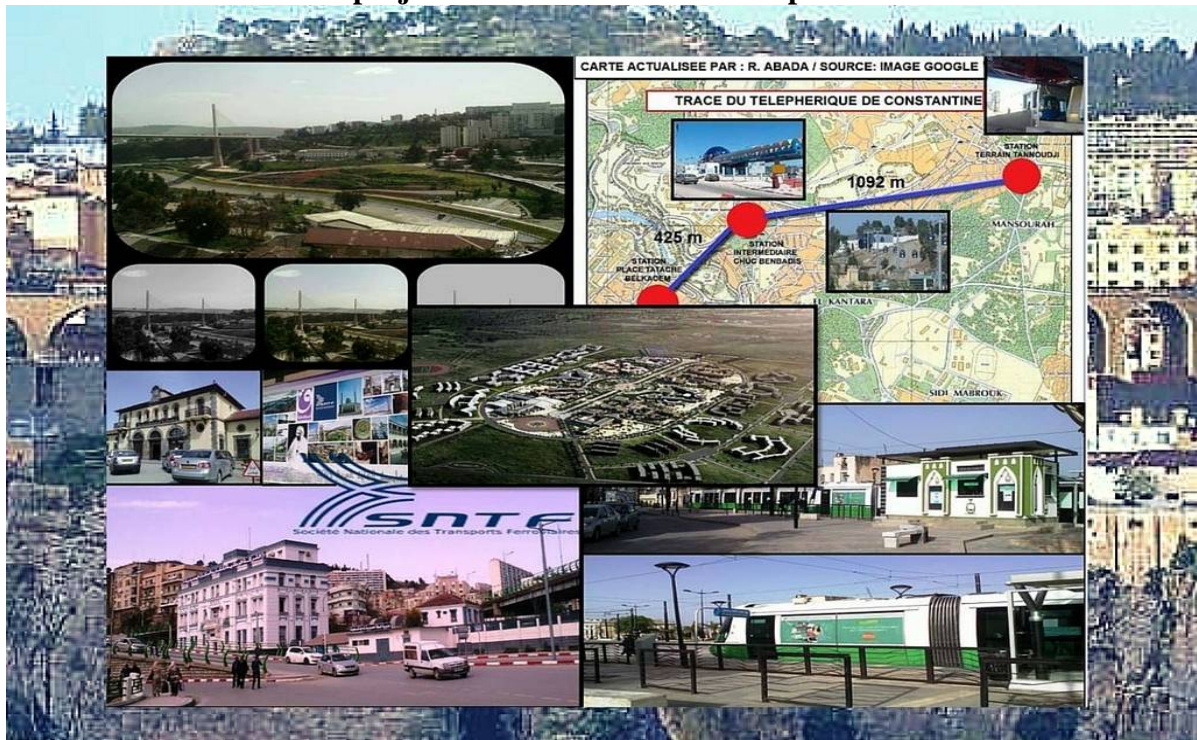 CARTE ACTUALISEE PAR : R. ABADA / SOURCE: IMAGE GOOGLE
TRACE DU TELEPHERIQUE DE CONSTANTINE
STATION
TERRAIN TANNOUDJI
1092 m
MANSOURAH
425 m
STATION
INTERMEDIAIRE
CHUC BENBADIS
STATION
PLACE TATACHE
BELKACEM
EL KANTARA
SIDI MABROUK
SNTF
Société Nationale des Transports Ferroviaires